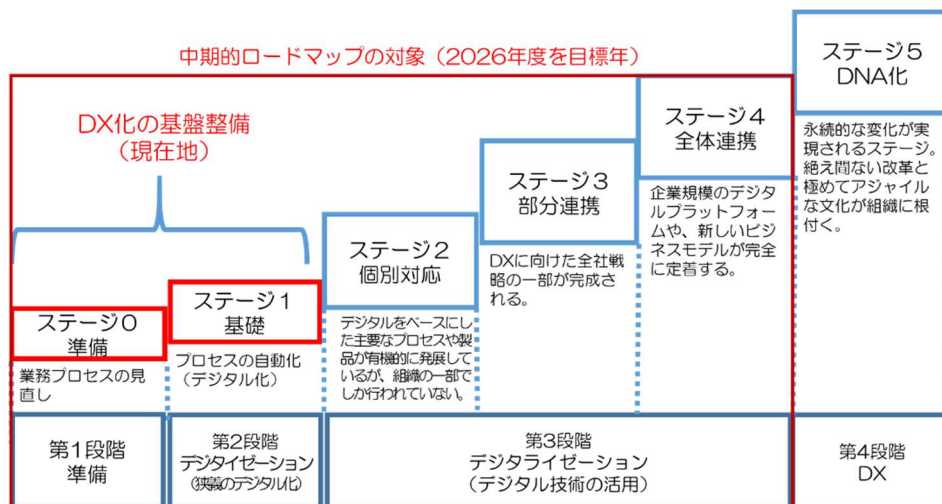 中期的ロードマップの対象（2026年度を目標年）
DX化の基盤整備
（現在地）
ステージ0
準備
業務プロセスの見
直し
ステージ1
基礎
プロセスの自動化
（デジタル化）
ステージ2
個別対応
デジタルをベースにし
た主要なプロセスや製
品が有機的に発展して
いるが、組織の一部で
しか行われていない。
ステージ3
部分連携
DXに向けた全社戦
略の一部が完成さ
れる。
ステージ4
全体連携
企業規模のデジタ
ルプラットフォー
ムや、新しいビジ
ネスモデルが完全
に定着する。
ステージ5
DNA化
永続的な変化が実
現されるステージ。
絶え間ない改革と
極めてアジャイル
な文化が組織に根
付く。
第1段階
準備
第2段階
デジタイゼーション
（狭義のデジタル化）
第3段階
デジタライゼーション
（デジタル技術の活用）
第4段階
DX